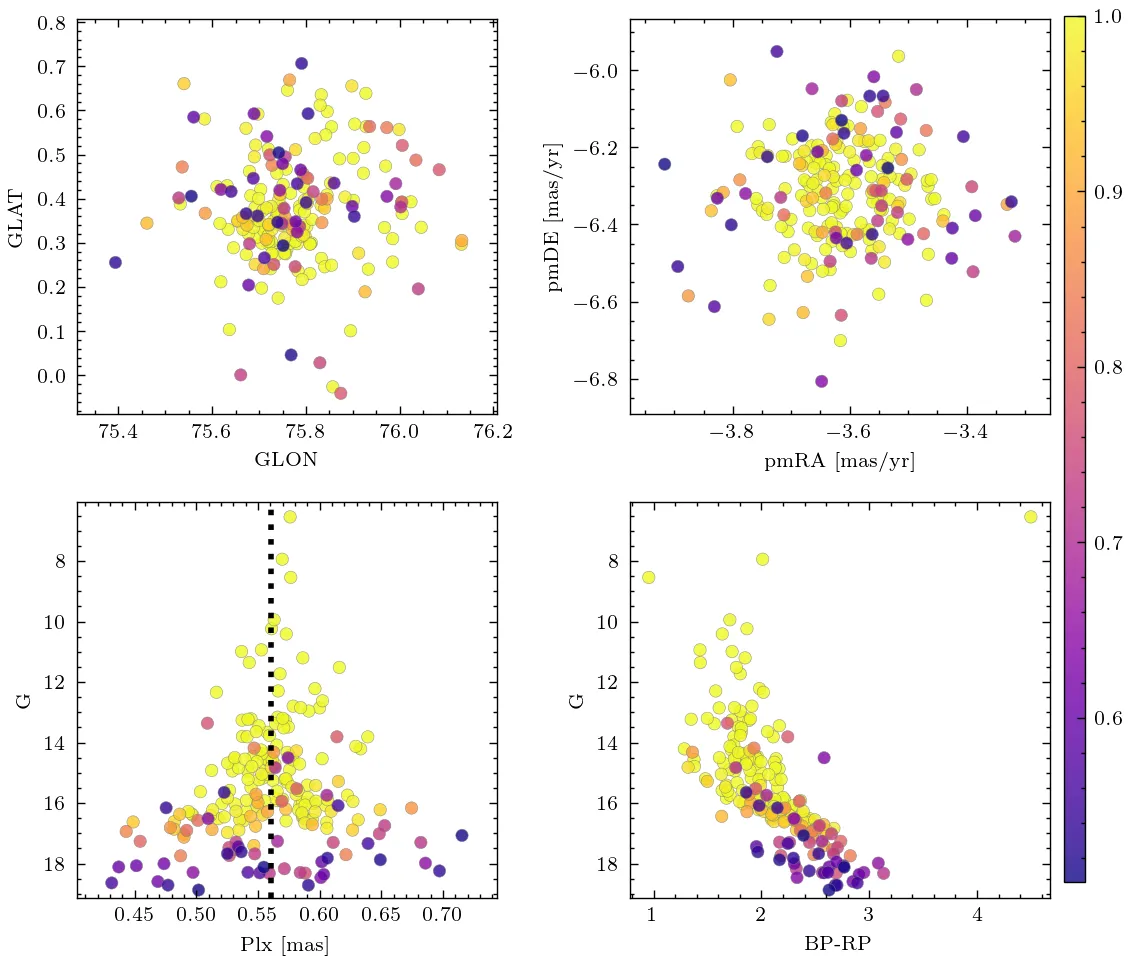 0.8
0.7
0.6
0.5
0.4
0.3
0.2
0.1
0.0
GLAT
75.4 75.6 75.8 76.0 76.2
GLON
−6.0
−6.2
−6.4
−6.6
−6.8
pmDE [mas/yr]
−3.8 −3.6 −3.4
pmRA [mas/yr]
1.0
0.9
0.8
0.7
0.6
8
10
12
14
16
18
G
0.45 0.50 0.55 0.60 0.65 0.70
Plx [mas]
8
10
12
14
16
18
G
1 2 3 4
BP-RP